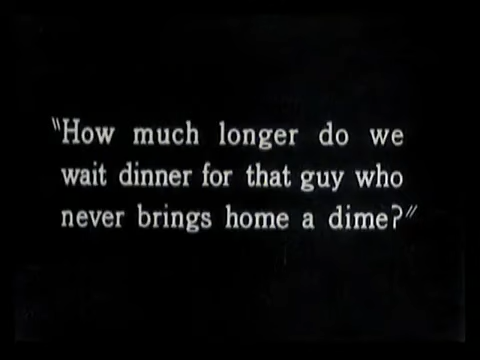 "How much longer do we
wait dinner for that guy who
never brings home a dime?"